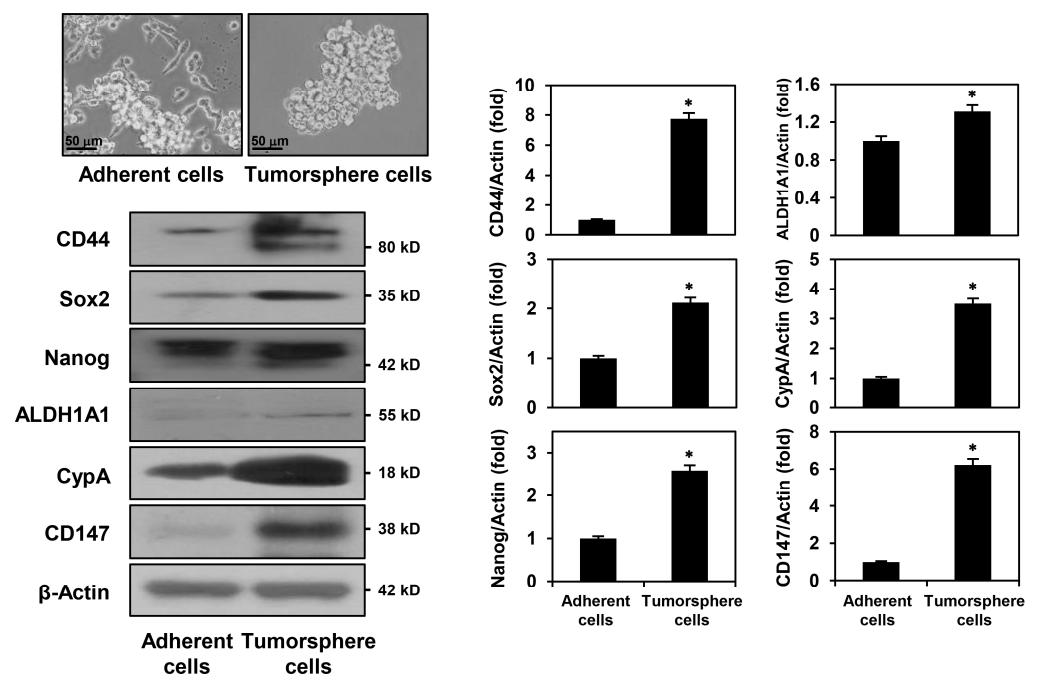 50 μm
50 μm
Adherent cells
Tumorsphere cells
CD44
80 kD
Sox2
35 kD
Nanog
42 kD
ALDH1A1
55 kD
CypA
18 kD
CD147
38 kD
β-Actin
42 kD
Adherent
cells
Tumorsphere
cells
CD44/Actin (fold)
10
8
6
4
2
0
*
ALDH1A1/Actin (fold)
1.6
1.2
0.8
0.4
0
*
Sox2/Actin (fold)
3
2
1
0
*
CypA/Actin (fold)
5
4
3
2
1
0
*
Nanog/Actin (fold)
3
2
1
0
*
Adherent
cells
Tumorsphere
cells
CD147/Actin (fold)
8
6
4
2
0
*
Adherent
cells
Tumorsphere
cells